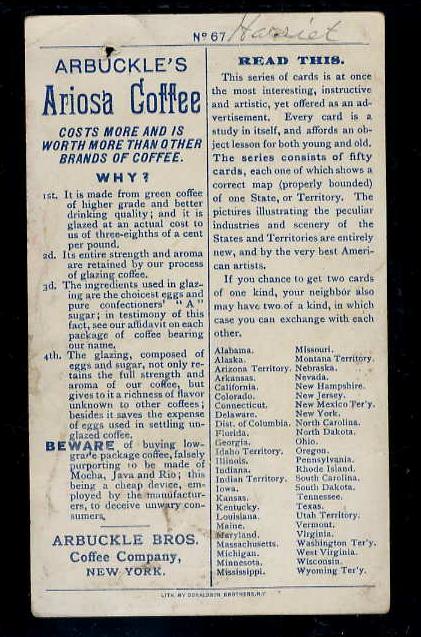 No 67 Harriet
ARBUCKLE'S
Ariosa Coffee
COSTS MORE AND IS
WORTH MORE THAN OTHER
BRANDS OF COFFEE.
WHY?
1st. It is made from green coffee
of higher grade and better
drinking quality; and it is
glazed at an actual cost to
us of three-eighths of a cent
per pound.
2d. Its entire strength and aroma
are retained by our process
of glazing coffee.
3d. The ingredients used in glaz-
ing are the choicest eggs and
pure confectioners' "A"
sugar; in testimony of this
fact, see our affidavit on each
package of coffee bearing
our name.
4th. The glazing, composed of
eggs and sugar, not only re-
tains the full strength and
aroma of our coffee, but
gives to it a richness of flavor
unknown to other coffees;
besides it saves the expense
of eggs used in settling un-
glazed coffee.
BEWARE of buying low-
grade package coffee, falsely
purporting to be made of
Mocha, Java and Rio; this
being a cheap device, em-
ployed by the manufactur-
ers, to deceive unwary con-
sumers.
ARBUCKLE BROS.
Coffee Company,
NEW YORK.
READ THIS.
This series of cards is at once
the most interesting, instructive
and artistic, yet offered as an ad-
vertisement. Every card is a
study in itself, and affords an ob-
ject lesson for both young and old.
The series consists of fifty
cards, each one of which shows a
correct map (properly bounded)
of one State, or Territory. The
pictures illustrating the peculiar
industries and scenery of the
States and Territories are entirely
new, and by the very best Ameri-
can artists.
If you chance to get two cards
of one kind, your neighbor also
may have two of a kind, in which
case you can exchange with each
other.
Alabama.
Alaska.
Arizona Territory.
Arkansas.
California.
Colorado.
Connecticut.
Delaware.
Dist. of Columbia.
Florida.
Georgia.
Idaho Territory.
Illinois.
Indiana.
Indian Territory.
Iowa.
Kansas.
Kentucky.
Louisiana.
Maine.
Maryland.
Massachusetts.
Michigan.
Minnesota.
Mississippi.
Missouri.
Montana Territory.
Nebraska.
Nevada.
New Hampshire.
New Jersey.
New Mexico Ter'y.
New York.
North Carolina.
North Dakota.
Ohio.
Oregon.
Pennsylvania.
Rhode Island.
South Carolina.
South Dakota.
Tennessee.
Texas.
Utah Territory.
Vermont.
Virginia.
Washington Ter'y.
West Virginia.
Wisconsin.
Wyoming Ter'y.
LITH. BY DONALDSON BROTHERS, N.Y.